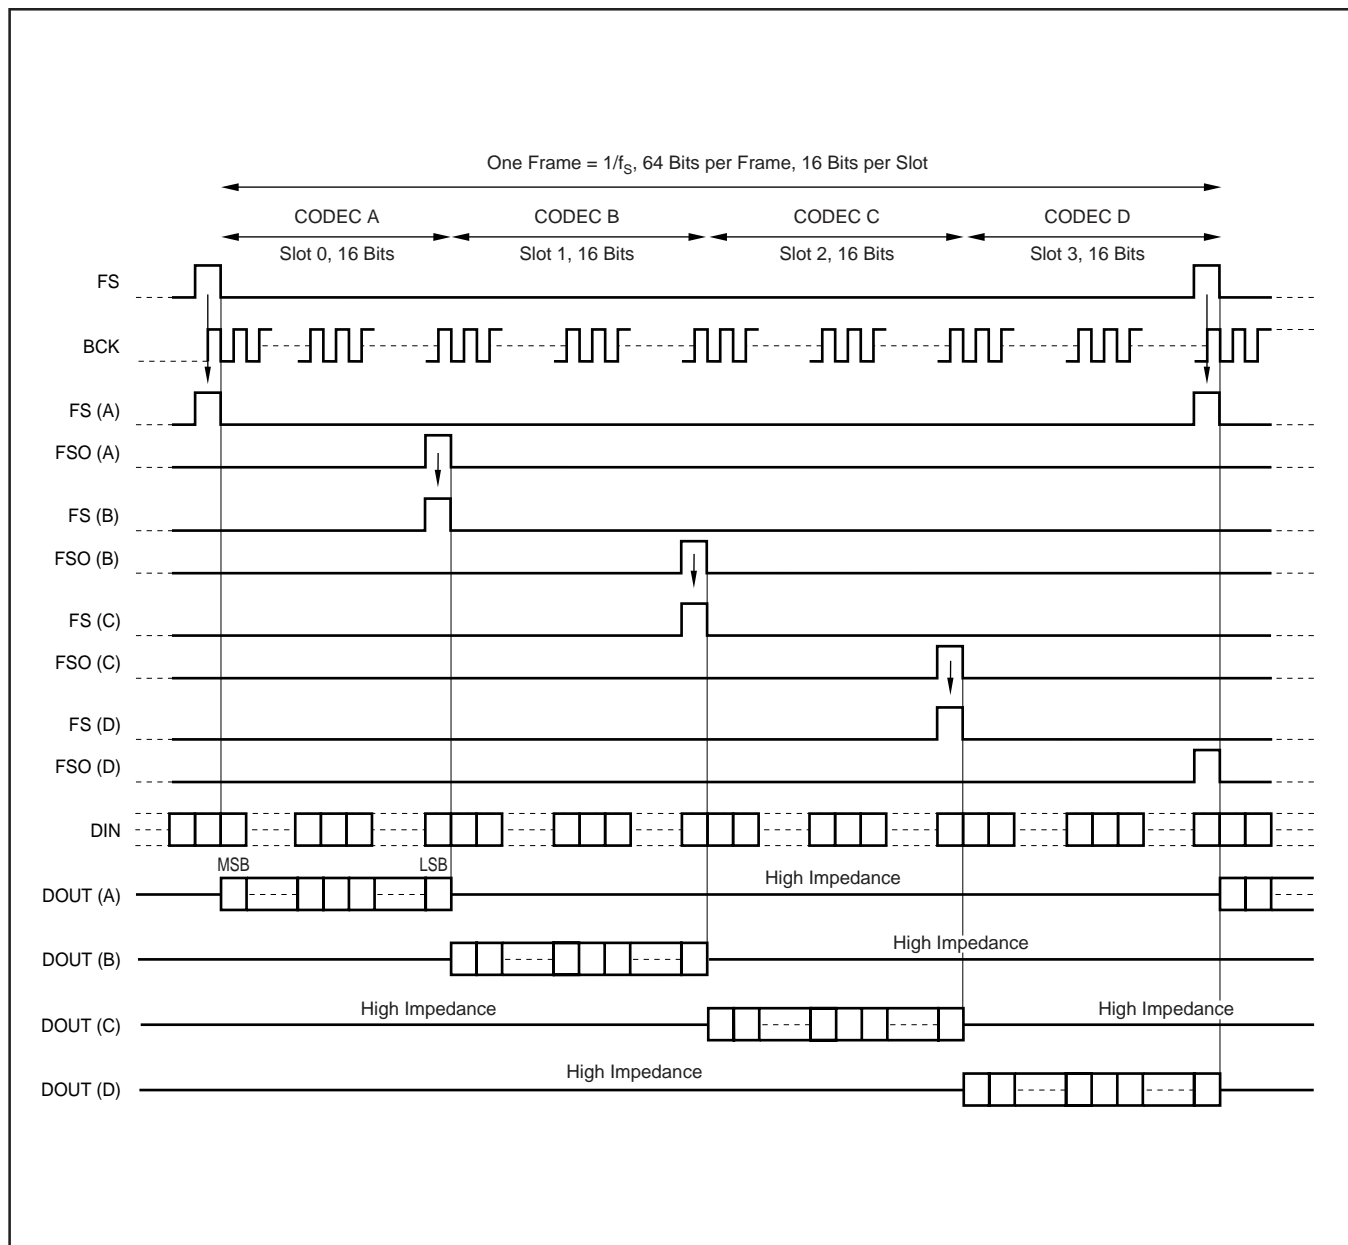 One Frame = 1/fS, 64 Bits per Frame, 16 Bits per Slot
CODEC A CODEC B CODEC C CODEC D
Slot 0, 16 Bits Slot 1, 16 Bits Slot 2, 16 Bits Slot 3, 16 Bits
FS
BCK
FS (A)
FSO (A)
FS (B)
FSO (B)
FS (C)
FSO (C)
FS (D)
FSO (D)
DIN
MSB LSB
DOUT (A) High Impedance
DOUT (B) High Impedance
DOUT (C) High Impedance High Impedance
DOUT (D) High Impedance